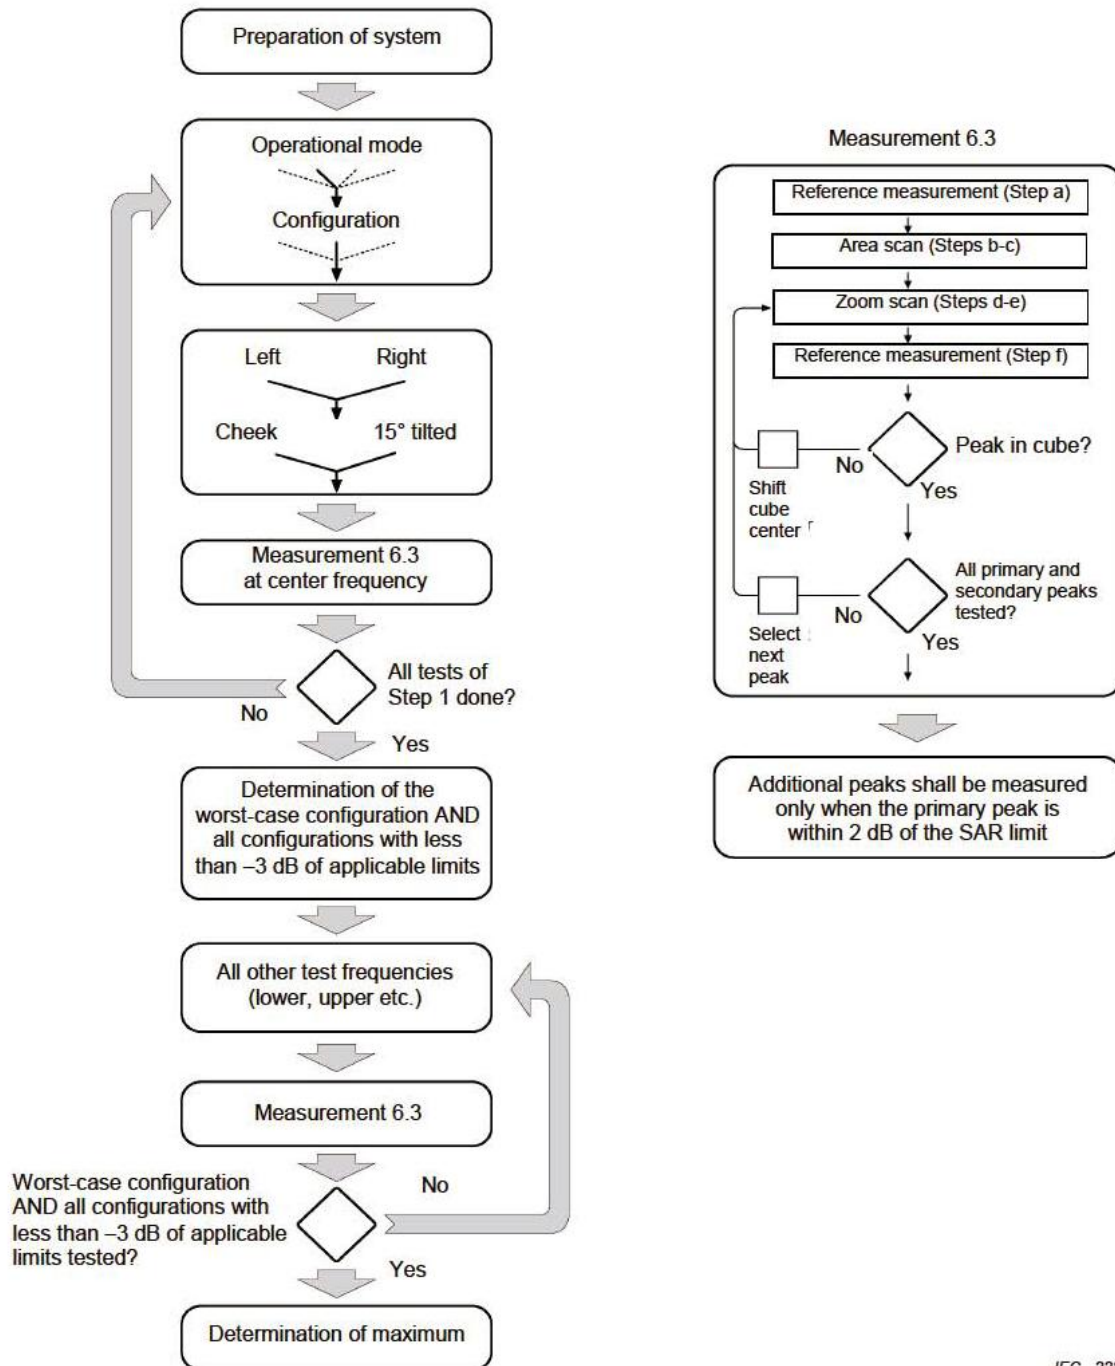 Preparation of system
Operational mode
Configuration
Left Right
Cheek 15° tilted
Measurement 6.3
at center frequency
All tests of
Step 1 done?
No
Yes
Determination of the
worst-case configuration AND
all configurations with less
than –3 dB of applicable limits
All other test frequencies
(lower, upper etc.)
Measurement 6.3
Worst-case configuration
AND all configurations with
less than –3 dB of applicable
limits tested?
No
Yes
Determination of maximum
Measurement 6.3
Reference measurement (Step a)
Area scan (Steps b-c)
Zoom scan (Steps d-e)
Reference measurement (Step f)
Peak in cube?
No
Yes
Shift
cube
center
All primary and
secondary peaks
tested?
No
Yes
Select
next
peak
Additional peaks shall be measured
only when the primary peak is
within 2 dB of the SAR limit